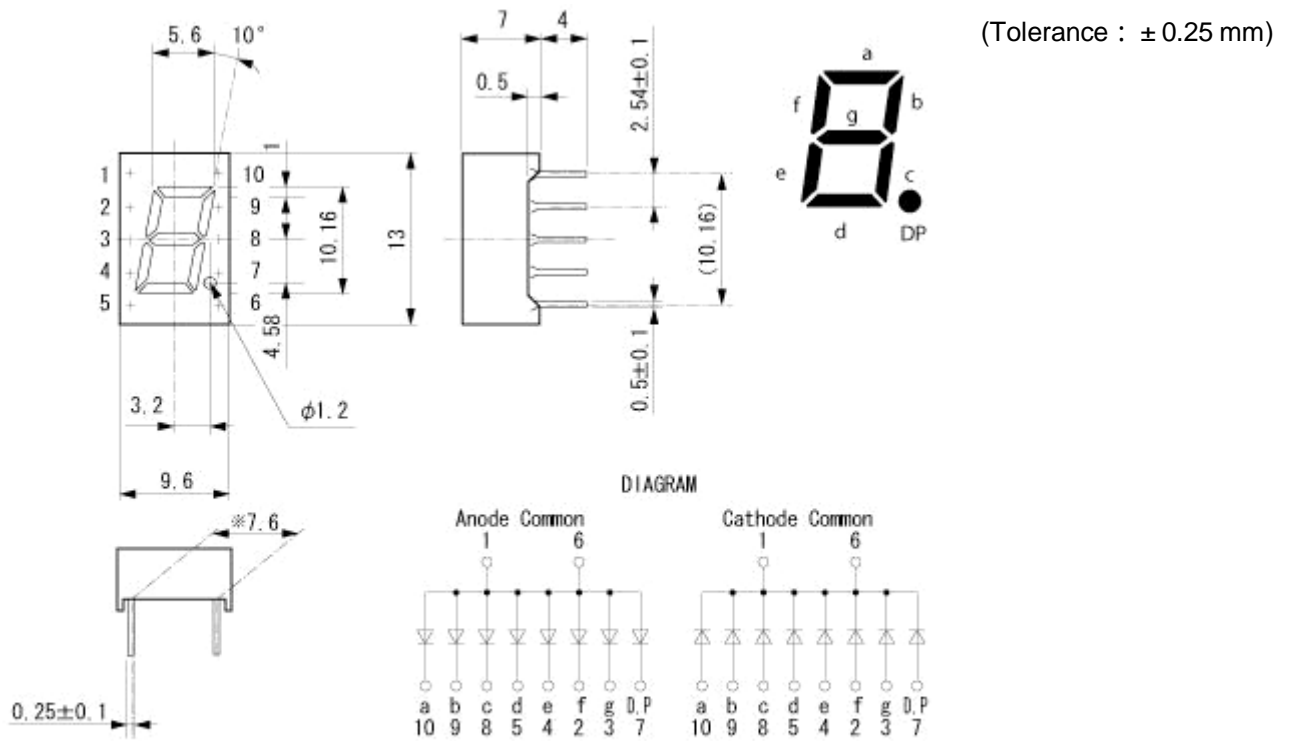 (Tolerance : ± 0.25 mm)
5.6 10°
7 4
0.5
2.54±0.1
1
1 10
2 9
3 8
4 7
5 6
10.16
13
4.58
(10.16)
0.5±0.1
3.2
φ1.2
9.6
a
f b
g
e c
d DP
※7.6
0.25±0.1
DIAGRAM
Anode Common
1 6
a b c d e f g D.P
10 9 8 5 4 2 3 7
Cathode Common
1 6
a b c d e f g D.P
10 9 8 5 4 2 3 7